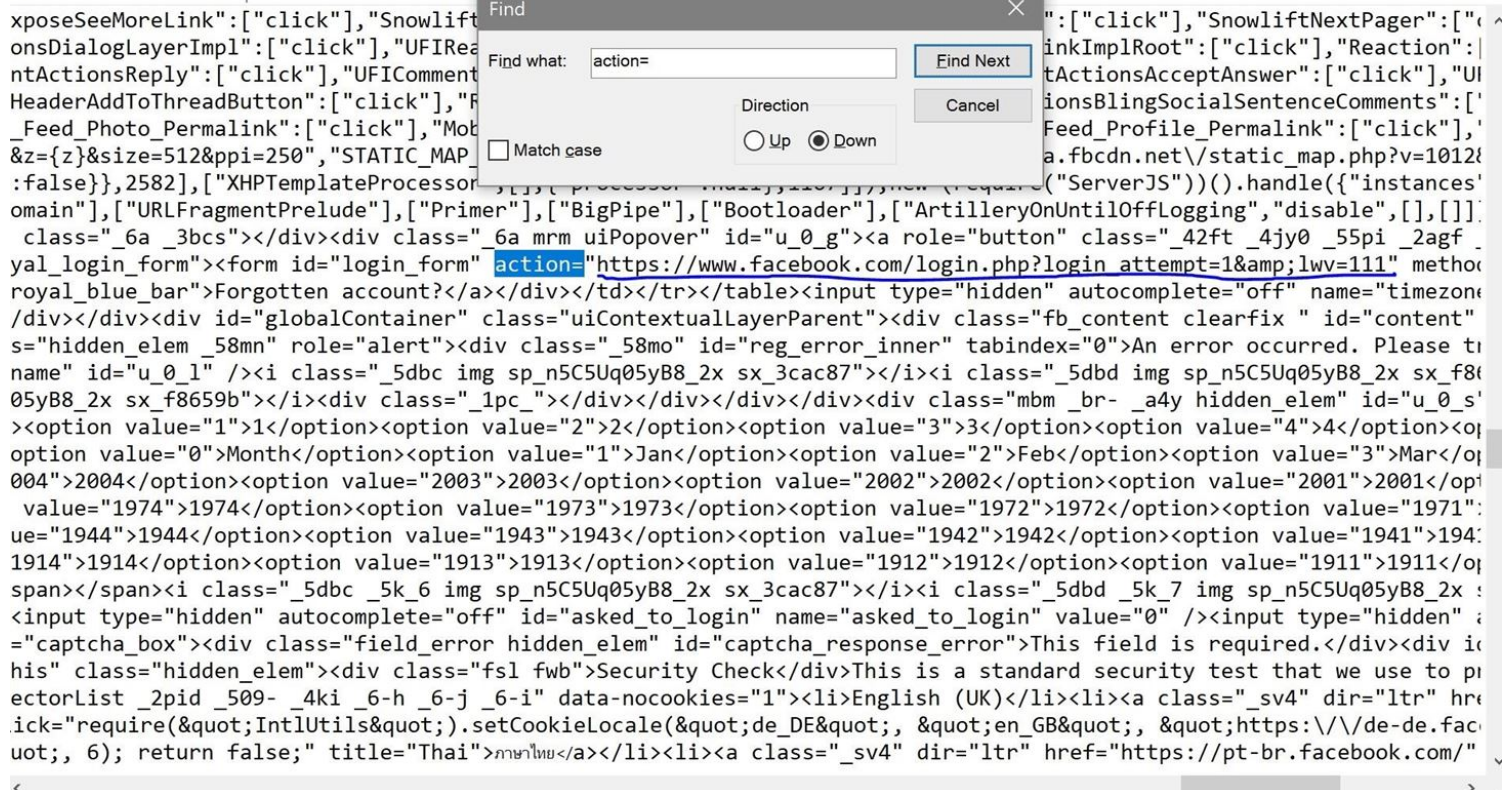 Find
Find what: action= Find Next
Direction Cancel
Match case Up Down
xposeSeeMoreLink":["click"],"Snowlift ":["click"],"SnowliftNextPager":["
onsDialogLayerImpl":["click"],"UFIRea inkImplRoot":["click"],"Reaction":
ntActionsReply":["click"],"UFIComment tActionsAcceptAnswer":["click"],"U
HeaderAddToThreadButton":["click"]," ionsBlingSocialSentenceComments":[
_Feed_Photo_Permalink":["click"],"Mob Feed_Profile_Permalink":["click"],
&z={z}&size=512&ppi=250","STATIC_MAP_ a.fbcdn.net\/static_map.php?v=1012
:false}},2582],["XHPTemplateProcessor ("ServerJS"))().handle({"instances
omain"],["URLFragmentPrelude"],["Primer"],["BigPipe"],["Bootloader"],["ArtilleryOnUntilOffLogging","disable",[],[]]
class="_6a _3bcs"></div><div class="_6a mrm uiPopover" id="u_0_g"><a role="button" class="_42ft _4jy0 _55pi _2agf
yal_login_form"><form id="login_form" action="https://www.facebook.com/login.php?login_attempt=1&amp;lwv=111" metho
royal_blue_bar">Forgotten account?</a></div></td></tr></table><input type="hidden" autocomplete="off" name="timezon
/div></div><div id="globalContainer" class="uiContextualLayerParent"><div class="fb_content clearfix " id="content"
s="hidden_elem _58mn" role="alert"><div class="_58mo" id="reg_error_inner" tabindex="0">An error occurred. Please t
name" id="u_0_l" /><i class="_5dbc img sp_n5C5Uq05yB8_2x sx_3cac87"></i><i class="_5dbd img sp_n5C5Uq05yB8_2x sx_f8
05yB8_2x sx_f8659b"></i><div class="_1pc_"></div></div></div></div><div class="mbm _br- _a4y hidden_elem" id="u_0_s
><option value="1">1</option><option value="2">2</option><option value="3">3</option><option value="4">4</option><o
option value="0">Month</option><option value="1">Jan</option><option value="2">Feb</option><option value="3">Mar</o
004">2004</option><option value="2003">2003</option><option value="2002">2002</option><option value="2001">2001</op
value="1974">1974</option><option value="1973">1973</option><option value="1972">1972</option><option value="1971"
ue="1944">1944</option><option value="1943">1943</option><option value="1942">1942</option><option value="1941">194
1914">1914</option><option value="1913">1913</option><option value="1912">1912</option><option value="1911">1911</o
span></span><i class="_5dbc _5k_6 img sp_n5C5Uq05yB8_2x sx_3cac87"></i><i class="_5dbd _5k_7 img sp_n5C5Uq05yB8_2x
<input type="hidden" autocomplete="off" id="asked_to_login" name="asked_to_login" value="0" /><input type="hidden"
="captcha_box"><div class="field_error hidden_elem" id="captcha_response_error">This field is required.</div><div i
his" class="hidden_elem"><div class="fsl fwb">Security Check</div>This is a standard security test that we use to p
ectorList _2pid _509- _4ki _6-h _6-j _6-i" data-nocookies="1"><li>English (UK)</li><li><a class="_sv4" dir="ltr" hr
ick="require(&quot;IntlUtils&quot;).setCookieLocale(&quot;de_DE&quot;, &quot;en_GB&quot;, &quot;https:\/\/de-de.fac
uot;, 6); return false;" title="Thai">ภาษาไทย</a></li><li><a class="_sv4" dir="ltr" href="https://pt-br.facebook.com/"